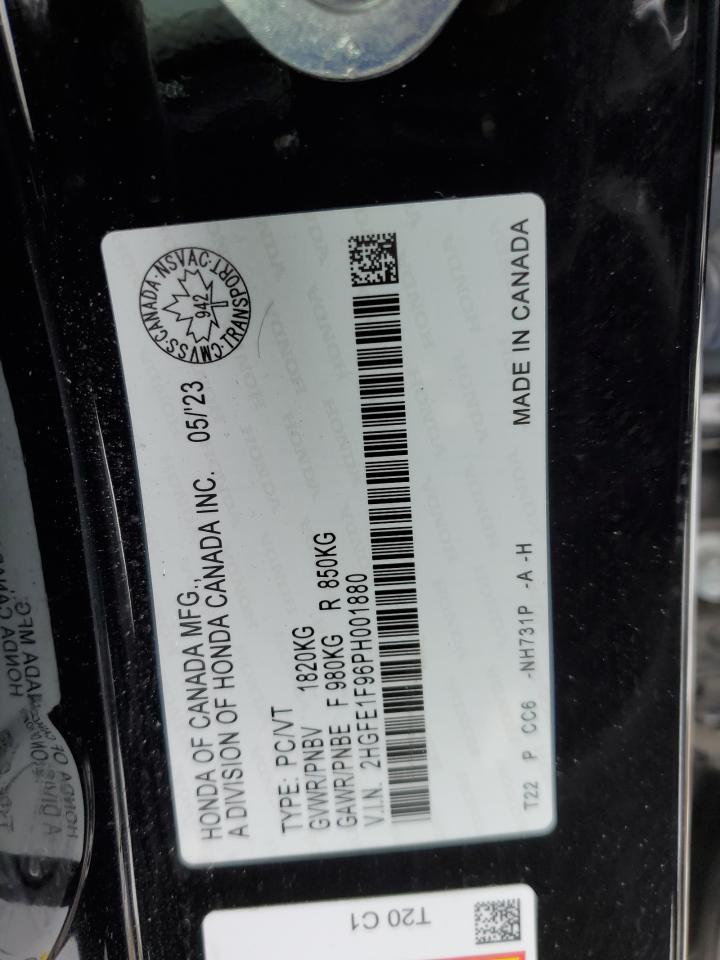 HONDA OF CANADA MFG.,
A DIVISION OF HONDA CANADA INC. 05/'23
CMVSS·CANADA·NSVAC·TRANSPORT
942
TYPE: PC/VT
GVWR/PNBV 1820KG
GAWR/PNBE F 980KG R 850KG
V.I.N. 2HGFE1F96PH001880
T22 P CC6 -NH731P -A -H MADE IN CANADA
T20 C1